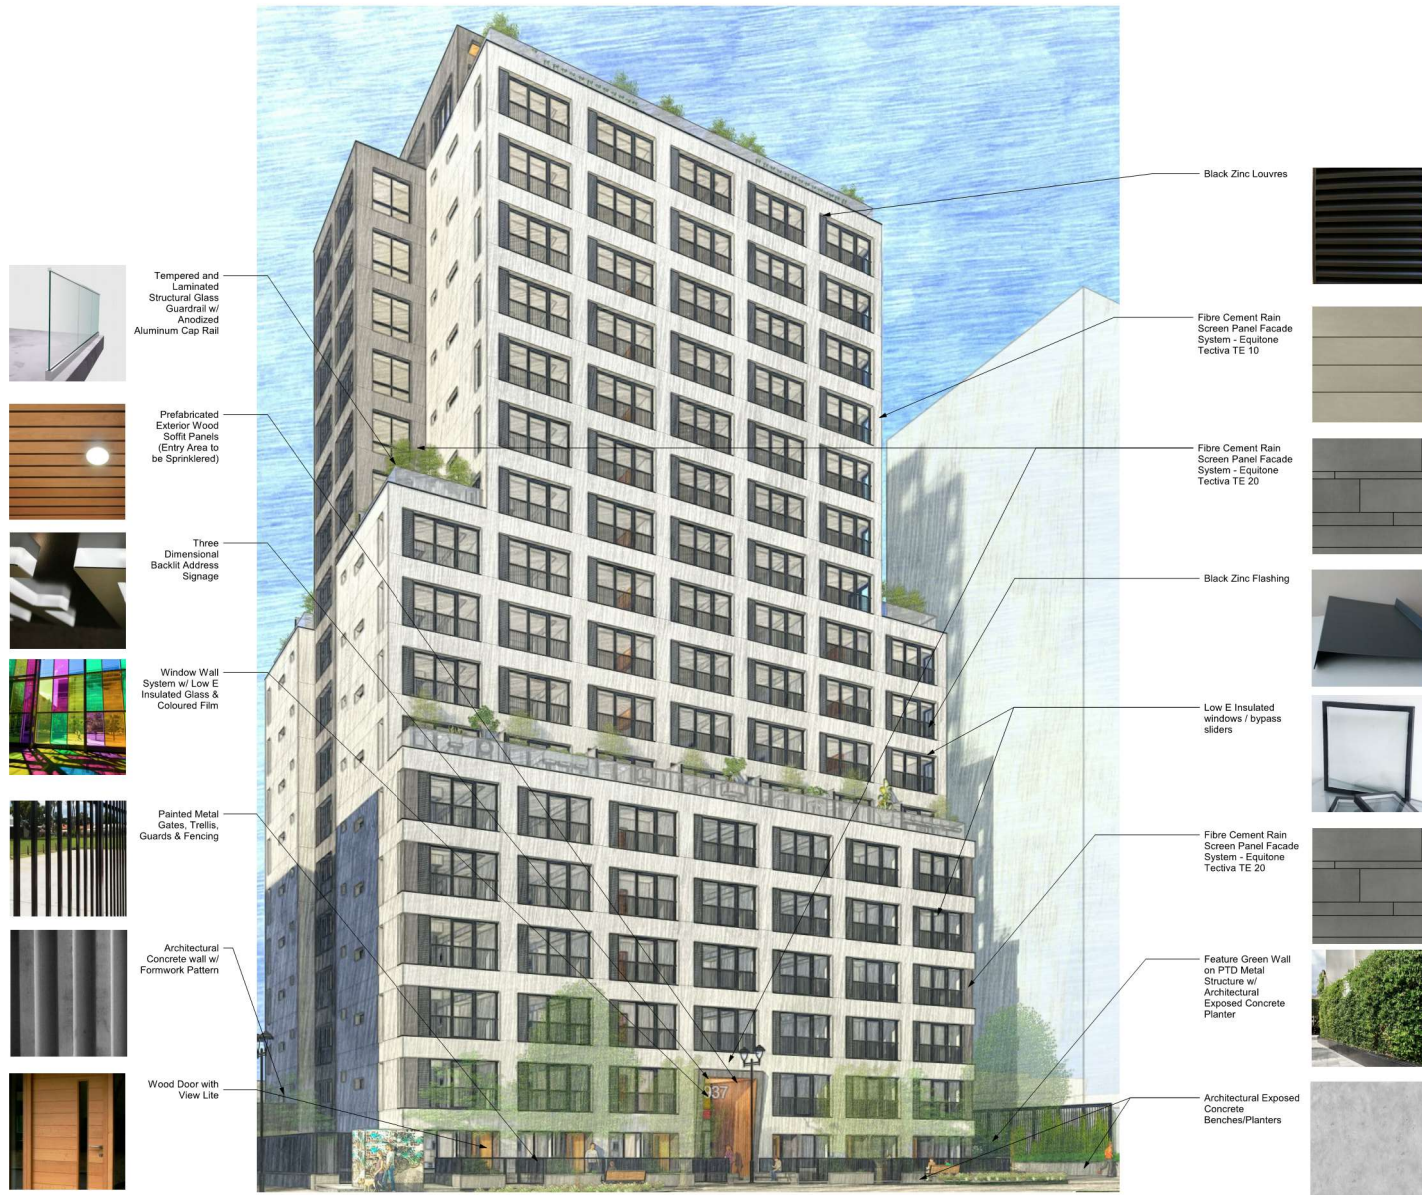 Tempered and
Laminated
Structural Glass
Guardrail w/
Anodized
Aluminum Cap Rail
Prefabricated
Exterior Wood
Soffit Panels
(Entry Area to
be Sprinklered)
Three
Dimensional
Backlit Address
Signage
Window Wall
System w/ Low E
Insulated Glass &
Coloured Film
Painted Metal
Gates, Trellis,
Guards & Fencing
Architectural
Concrete wall w/
Formwork Pattern
Wood Door with
View Lite
937
Black Zinc Louvres
Fibre Cement Rain
Screen Panel Facade
System - Equitone
Tectiva TE 10
Fibre Cement Rain
Screen Panel Facade
System - Equitone
Tectiva TE 20
Black Zinc Flashing
Low E Insulated
windows / bypass
sliders
Fibre Cement Rain
Screen Panel Facade
System - Equitone
Tectiva TE 20
Feature Green Wall
on PTD Metal
Structure w/
Architectural
Exposed Concrete
Planter
Architectural Exposed
Concrete
Benches/Planters